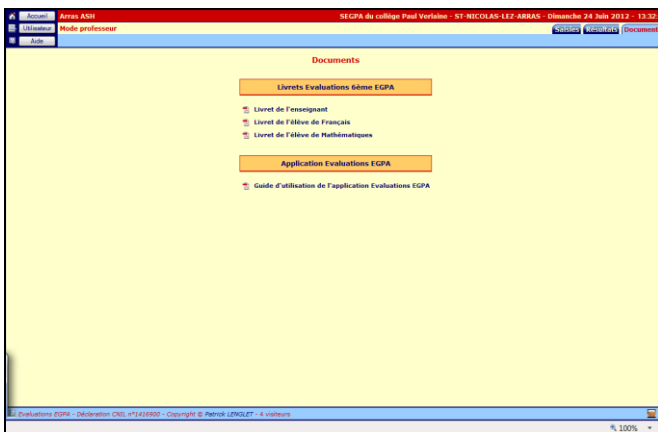 Accueil Arras ASH SEGPA du collège Paul Verlaine - ST-NICOLAS-LEZ-ARRAS - Dimanche 24 Juin 2012 - 13:32:
Utilisateur Mode professeur Saisies Résultats Document
Aide
Documents
Livrets Evaluations 6ème EGPA
Livret de l'enseignant
Livret de l'élève de Français
Livret de l'élève de Mathématiques
Application Evaluations EGPA
Guide d'utilisation de l'application Evaluations EGPA
Evaluations EGPA - Déclaration CNIL n°1416900 - Copyright © Patrick LENGLET - 4 visiteurs
100%